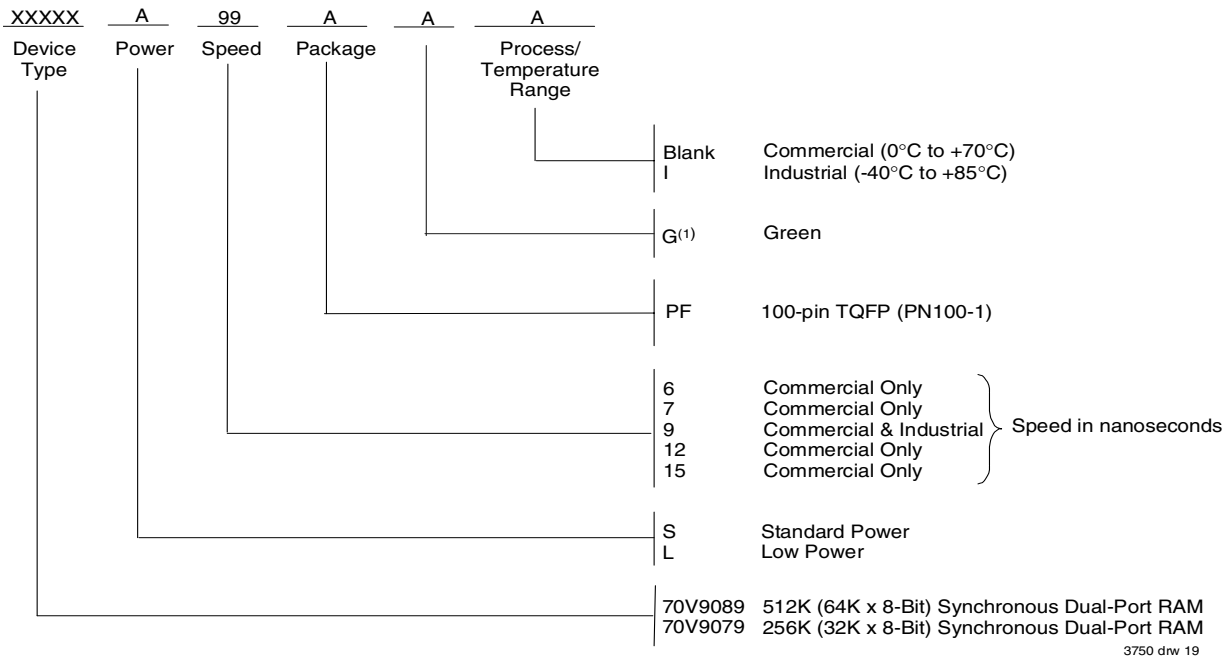 XXXXX A 99 A A A
Device Type Power Speed Package Process/ Temperature Range
Blank Commercial (0°C to +70°C)
I Industrial (-40°C to +85°C)
G(1) Green
PF 100-pin TQFP (PN100-1)
6 Commercial Only
7 Commercial Only
9 Commercial & Industrial
12 Commercial Only
15 Commercial Only
Speed in nanoseconds
S Standard Power
L Low Power
70V9089 512K (64K x 8-Bit) Synchronous Dual-Port RAM
70V9079 256K (32K x 8-Bit) Synchronous Dual-Port RAM
3750 drw 19